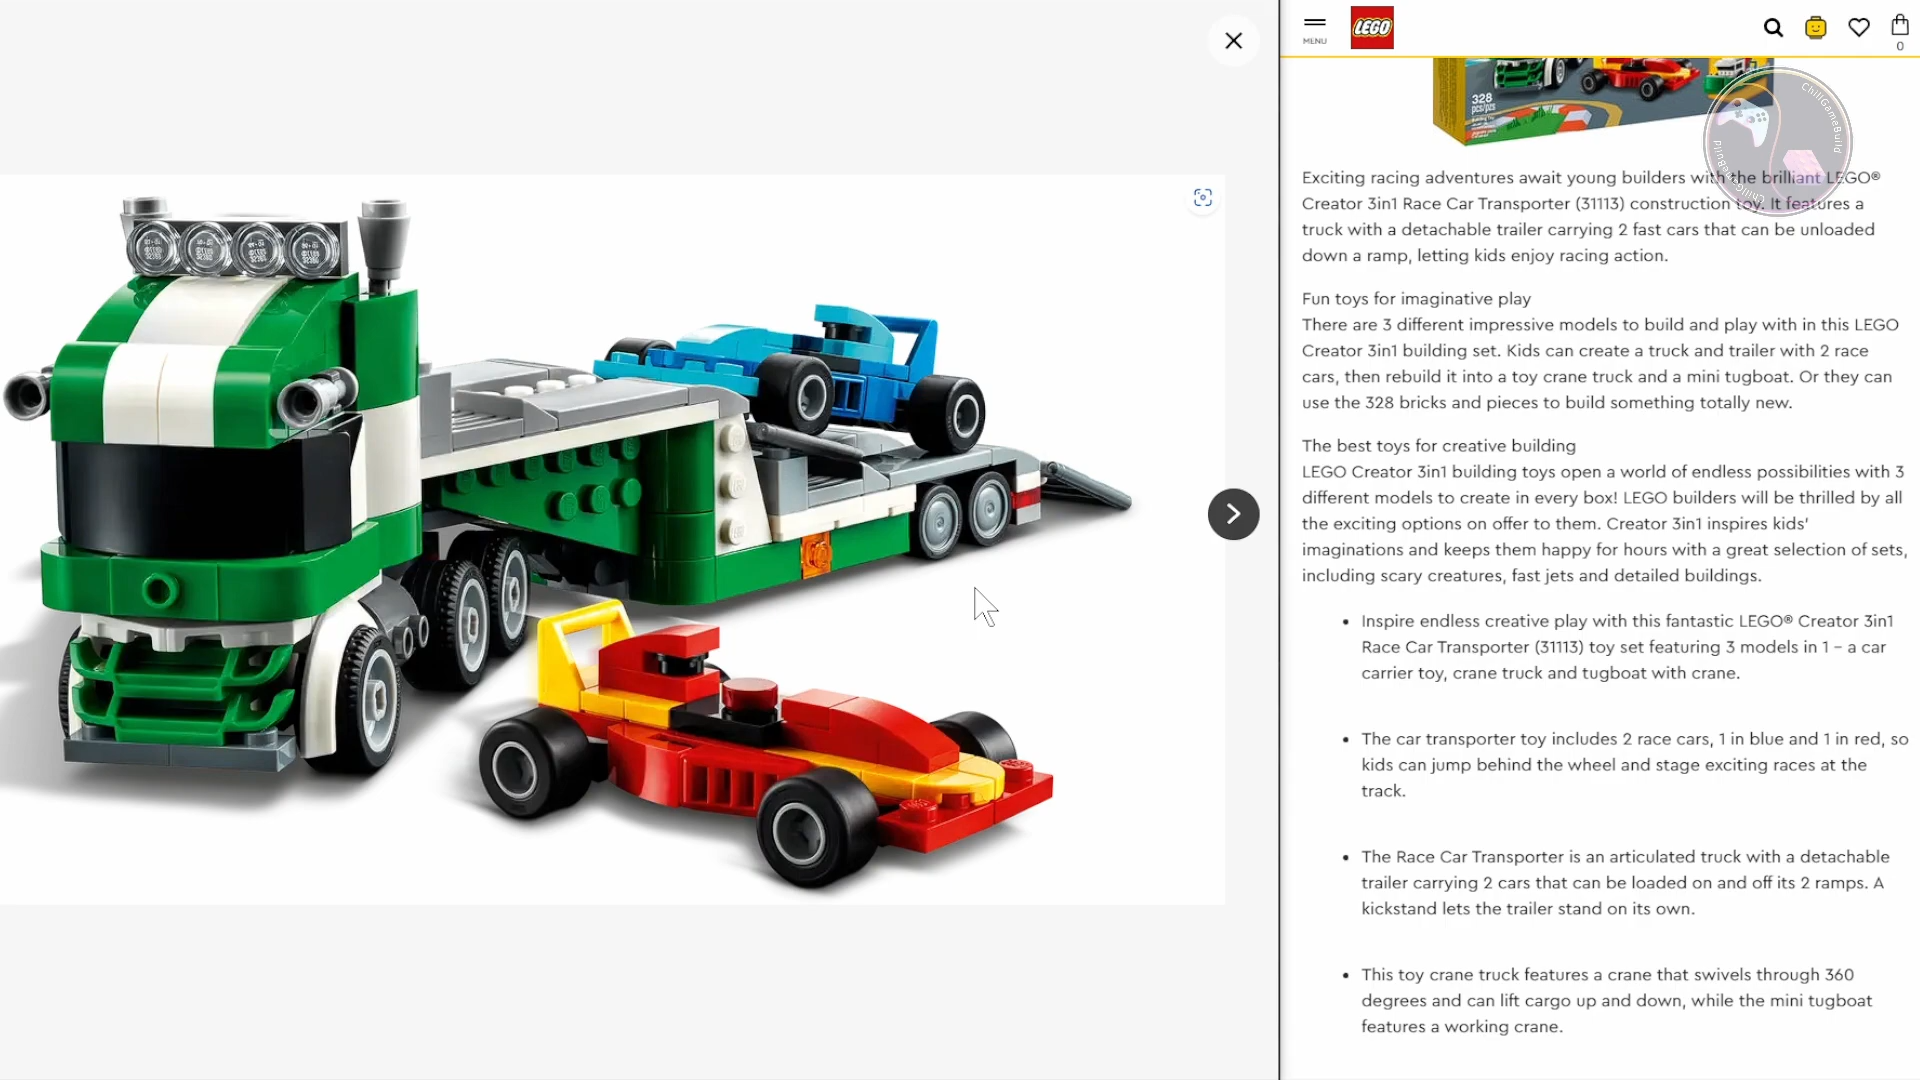 MENU
LEGO
0
328
pcs/pzs
ChillGameBuild
ChillGameBuild
Exciting racing adventures await young builders with the brilliant LEGO®
Creator 3in1 Race Car Transporter (31113) construction toy. It features a
truck with a detachable trailer carrying 2 fast cars that can be unloaded
down a ramp, letting kids enjoy racing action.
Fun toys for imaginative play
There are 3 different impressive models to build and play with in this LEGO
Creator 3in1 building set. Kids can create a truck and trailer with 2 race
cars, then rebuild it into a toy crane truck and a mini tugboat. Or they can
use the 328 bricks and pieces to build something totally new.
The best toys for creative building
LEGO Creator 3in1 building toys open a world of endless possibilities with 3
different models to create in every box! LEGO builders will be thrilled by all
the exciting options on offer to them. Creator 3in1 inspires kids'
imaginations and keeps them happy for hours with a great selection of sets,
including scary creatures, fast jets and detailed buildings.
• Inspire endless creative play with this fantastic LEGO® Creator 3in1
Race Car Transporter (31113) toy set featuring 3 models in 1 – a car
carrier toy, crane truck and tugboat with crane.
• The car transporter toy includes 2 race cars, 1 in blue and 1 in red, so
kids can jump behind the wheel and stage exciting races at the
track.
• The Race Car Transporter is an articulated truck with a detachable
trailer carrying 2 cars that can be loaded on and off its 2 ramps. A
kickstand lets the trailer stand on its own.
• This toy crane truck features a crane that swivels through 360
degrees and can lift cargo up and down, while the mini tugboat
features a working crane.